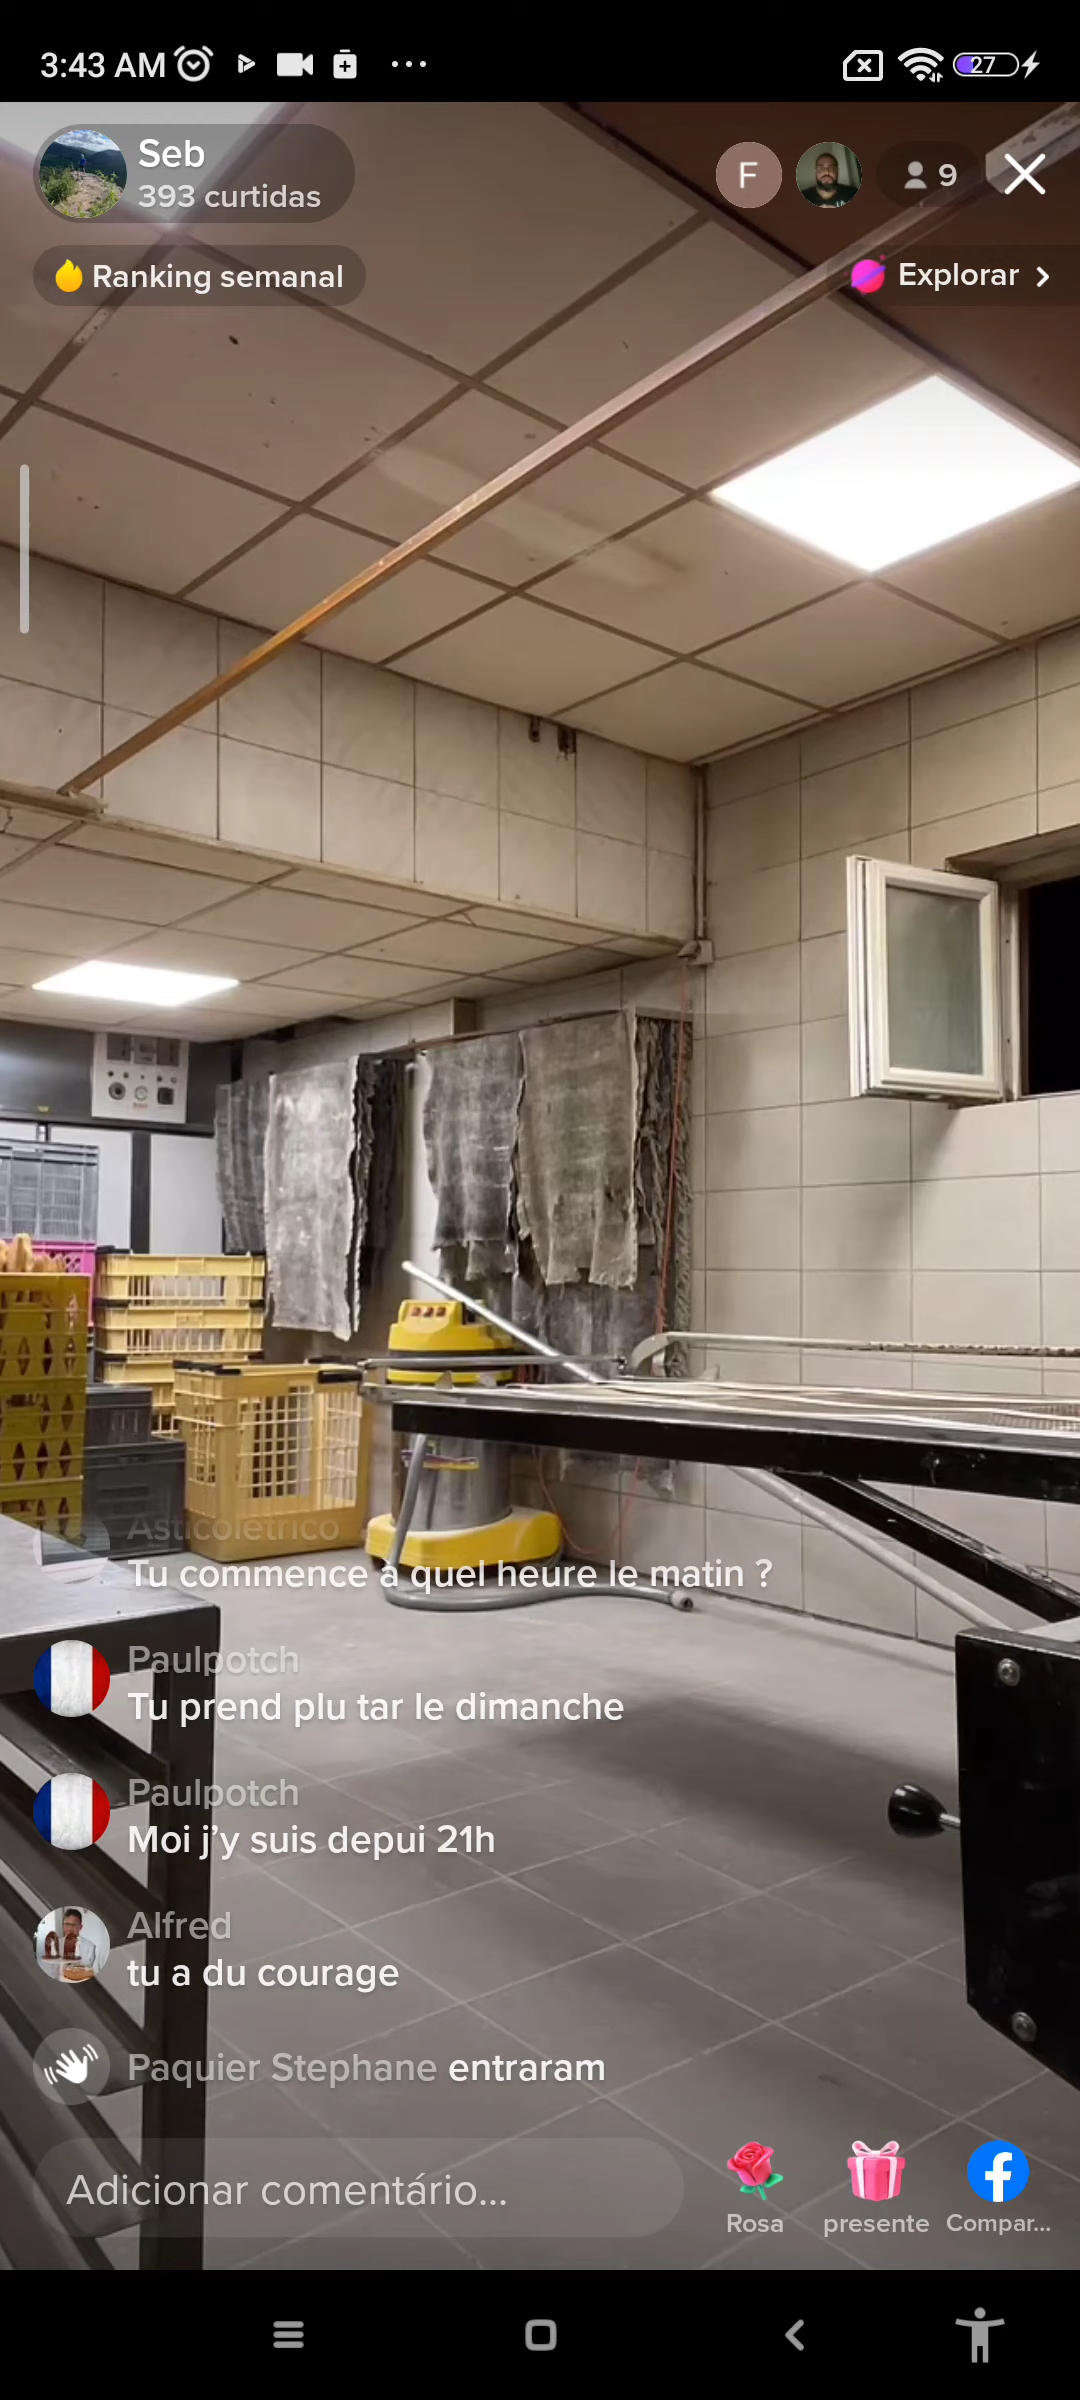 3:43 AM
27
Seb
393 curtidas
F
9
Ranking semanal
Explorar
Asticoletrico
Tu commence à quel heure le matin ?
Paulpotch
Tu prend plu tar le dimanche
Paulpotch
Moi j'y suis depui 21h
Alfred
tu a du courage
Paquier Stephane entraram
Adicionar comentário...
Rosa
presente
Compar...